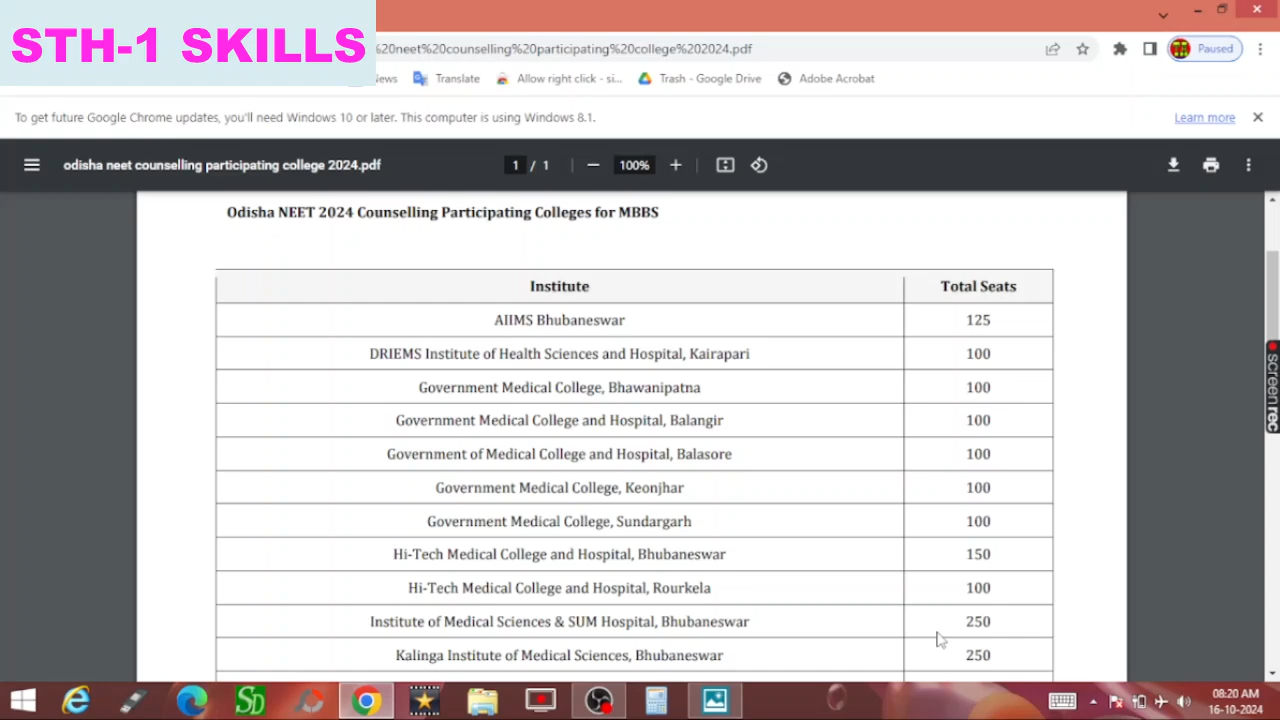 STH-1 SKILLS
%20neet%20counselling%20participating%20college%202024.pdf
Paused
News Translate Allow right click - si... Trash - Google Drive Adobe Acrobat
To get future Google Chrome updates, you'll need Windows 10 or later. This computer is using Windows 8.1. Learn more
odisha neet counselling participating college 2024.pdf 1 / 1 100%
Odisha NEET 2024 Counselling Participating Colleges for MBBS
Institute Total Seats
AIIMS Bhubaneswar 125
DRIEMS Institute of Health Sciences and Hospital, Kairapari 100
Government Medical College, Bhawanipatna 100
Government Medical College and Hospital, Balangir 100
Government of Medical College and Hospital, Balasore 100
Government Medical College, Keonjhar 100
Government Medical College, Sundargarh 100
Hi-Tech Medical College and Hospital, Bhubaneswar 150
Hi-Tech Medical College and Hospital, Rourkela 100
Institute of Medical Sciences & SUM Hospital, Bhubaneswar 250
Kalinga Institute of Medical Sciences, Bhubaneswar 250
screenrec
SD
08:20 AM
16-10-2024